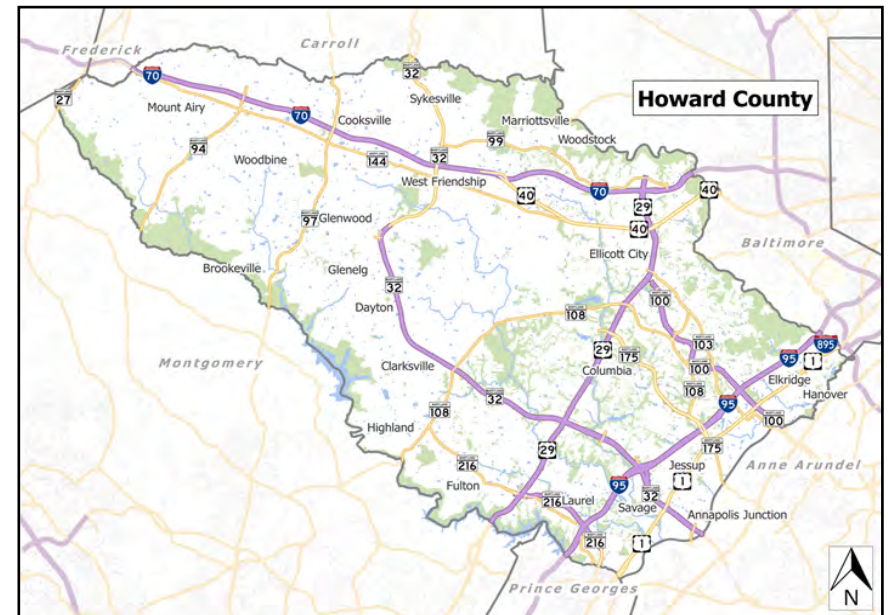 Frederick
Carroll
70
32
27
Mount Airy
Sykesville
Howard County
70
Cooksville
Marriottsville
94
99
Woodstock
Woodbine
144
32
West Friendship
40
70
40
29
97
Glenwood
40
Baltimore
Ellicott City
Brookeville
Glenelg
32
100
Dayton
108
103
895
29
175
95
1
Montgomery
Clarksville
Columbia
100
Elkridge
32
108
95
Hanover
108
100
Highland
29
175
216
Jessup
Anne Arundel
Fulton
95
1
216
Laurel
32
Savage
Annapolis Junction
216
1
Prince Georges
N